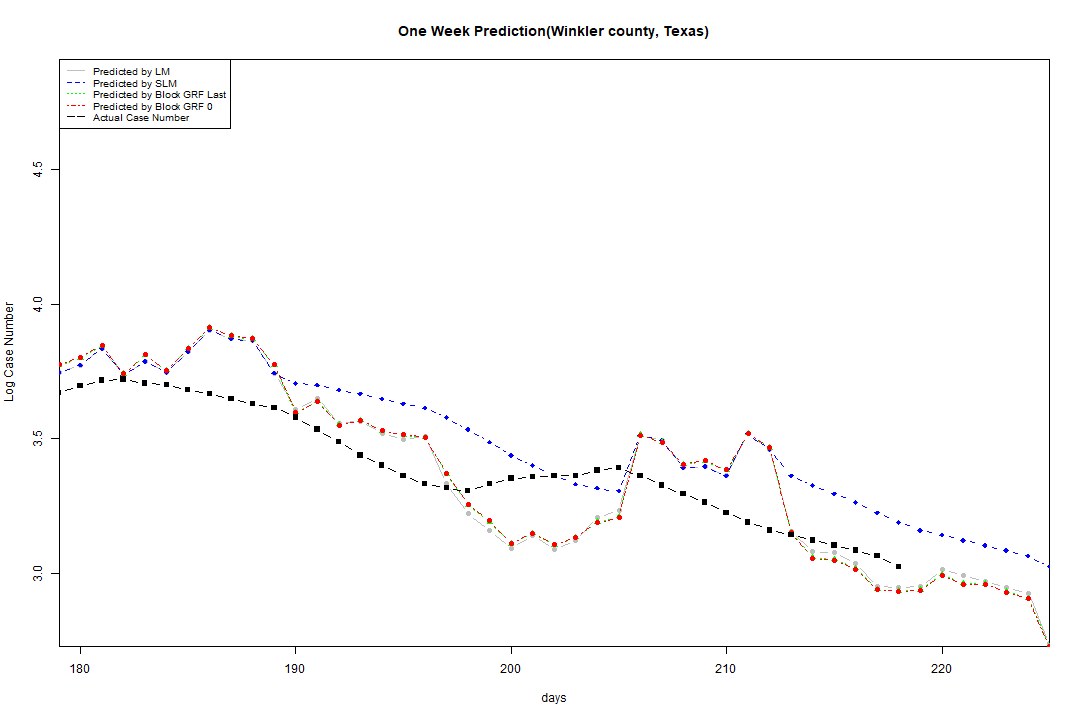 One Week Prediction(Winkler county, Texas)
Predicted by LM
Predicted by SLM
Predicted by Block GRF Last
Predicted by Block GRF 0
Actual Case Number
4.5
4.0
3.5
3.0
Log Case Number
180 190 200 210 220
days